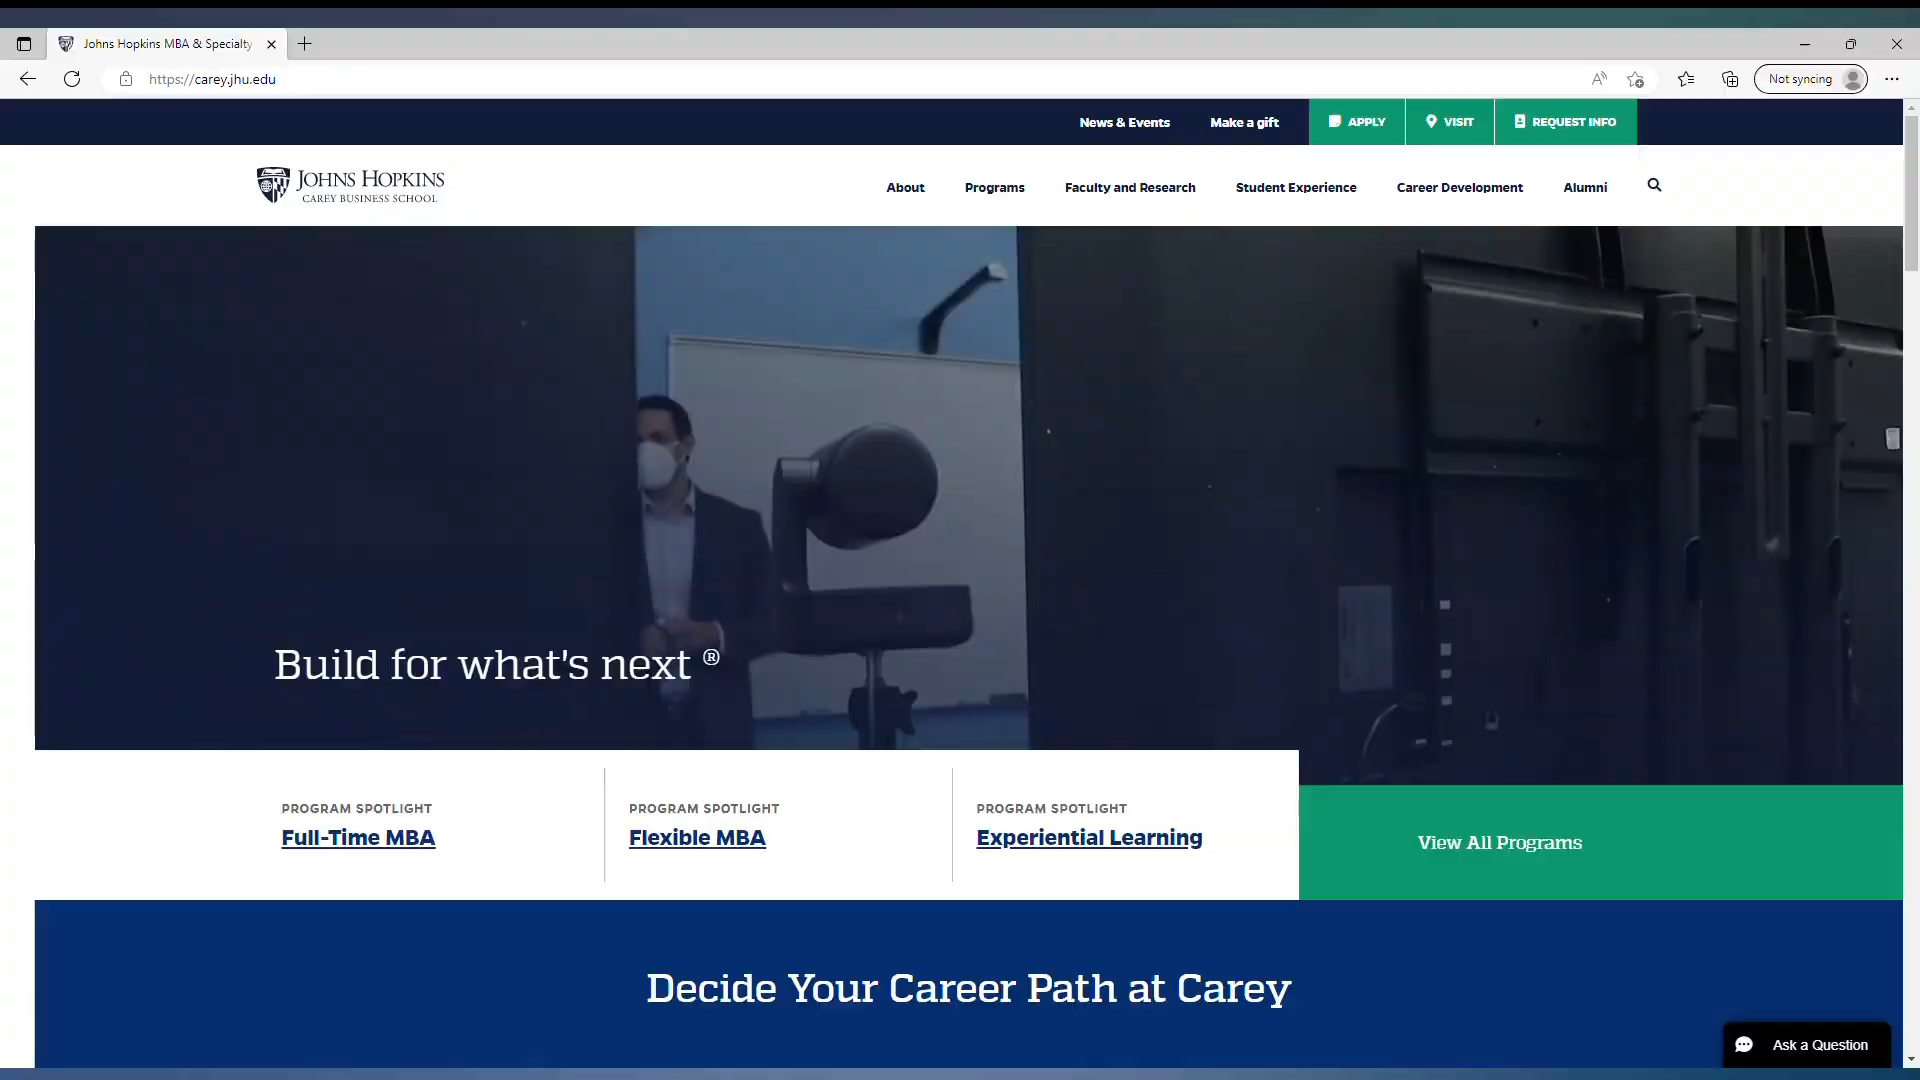 Johns Hopkins MBA & Specialty
https://carey.jhu.edu
Not syncing
News & Events
Make a gift
APPLY
VISIT
REQUEST INFO
JOHNS HOPKINS
CAREY BUSINESS SCHOOL
About
Programs
Faculty and Research
Student Experience
Career Development
Alumni
Build for what's next ®
PROGRAM SPOTLIGHT
Full-Time MBA
PROGRAM SPOTLIGHT
Flexible MBA
PROGRAM SPOTLIGHT
Experiential Learning
View All Programs
Decide Your Career Path at Carey
Ask a Question